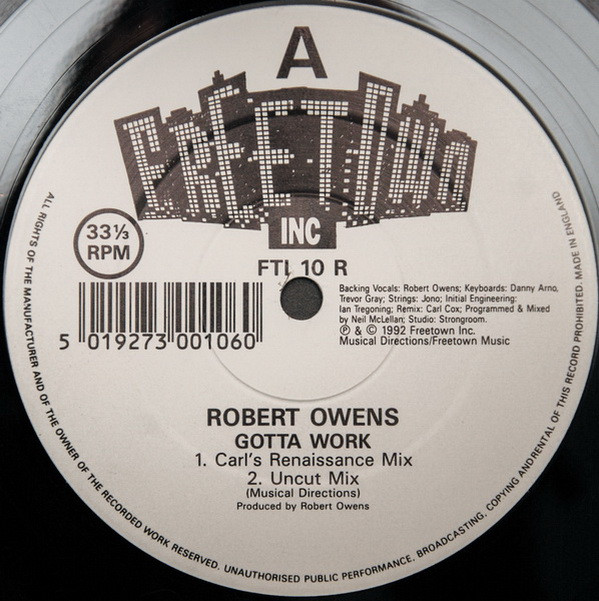 A
FREETOWN
INC
33⅓
RPM
FTI 10 R
5 019273 001060
Backing Vocals: Robert Owens; Keyboards: Danny Arno,
Trevor Gray; Strings: Jono; Initial Engineering:
Ian Tregoning; Remix: Carl Cox; Programmed & Mixed
by Neil McLellan; Studio: Strongroom.
℗ & © 1992 Freetown Inc.
Musical Directions/Freetown Music
ROBERT OWENS
GOTTA WORK
1. Carl's Renaissance Mix
2. Uncut Mix
(Musical Directions)
Produced by Robert Owens
ALL RIGHTS OF THE MANUFACTURER AND OF THE OWNER OF THE RECORDED WORK RESERVED. UNAUTHORISED PUBLIC PERFORMANCE, BROADCASTING, COPYING AND RENTAL OF THIS RECORD PROHIBITED. MADE IN ENGLAND